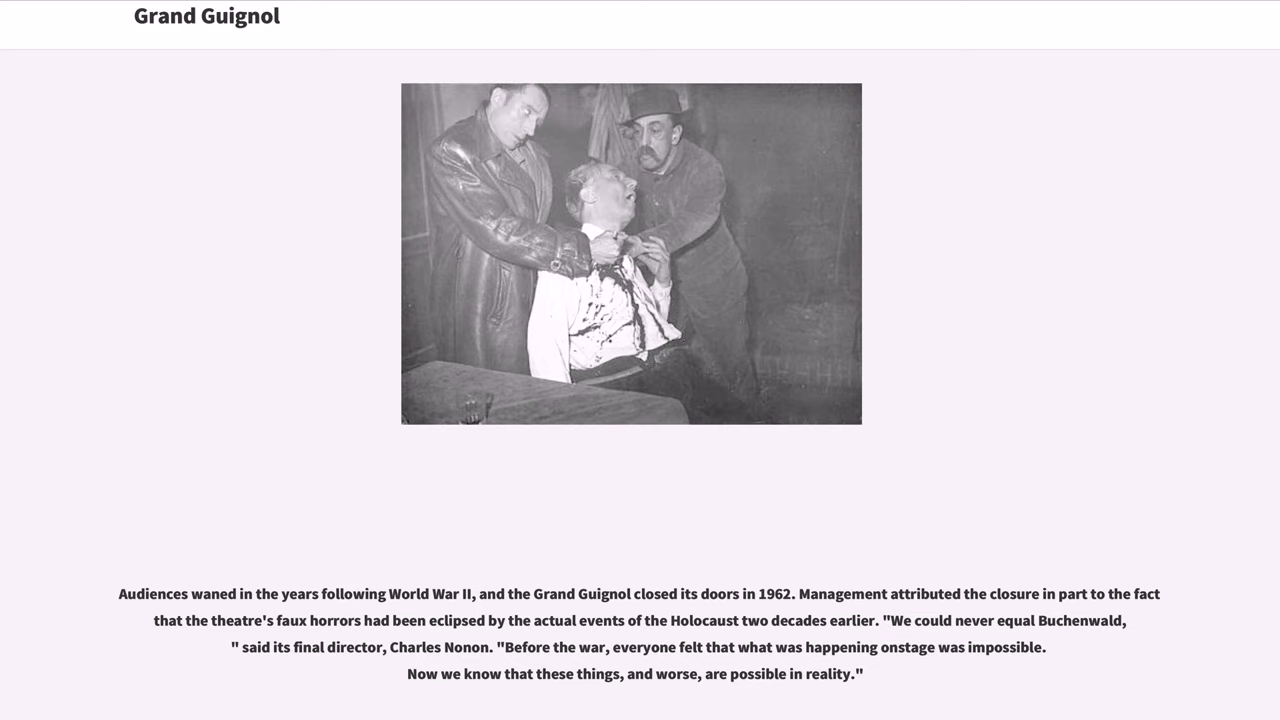 Grand Guignol
Audiences waned in the years following World War II, and the Grand Guignol closed its doors in 1962. Management attributed the closure in part to the fact
that the theatre's faux horrors had been eclipsed by the actual events of the Holocaust two decades earlier. "We could never equal Buchenwald,
" said its final director, Charles Nonon. "Before the war, everyone felt that what was happening onstage was impossible.
Now we know that these things, and worse, are possible in reality."